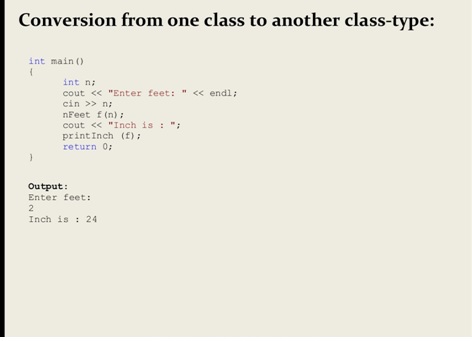 Conversion from one class to another class-type:
int main()
{
int n;
cout << "Enter feet: " << endl;
cin >> n;
nFeet f(n);
cout << "Inch is : ";
printInch (f);
return 0;
}
Output:
Enter feet:
2
Inch is : 24